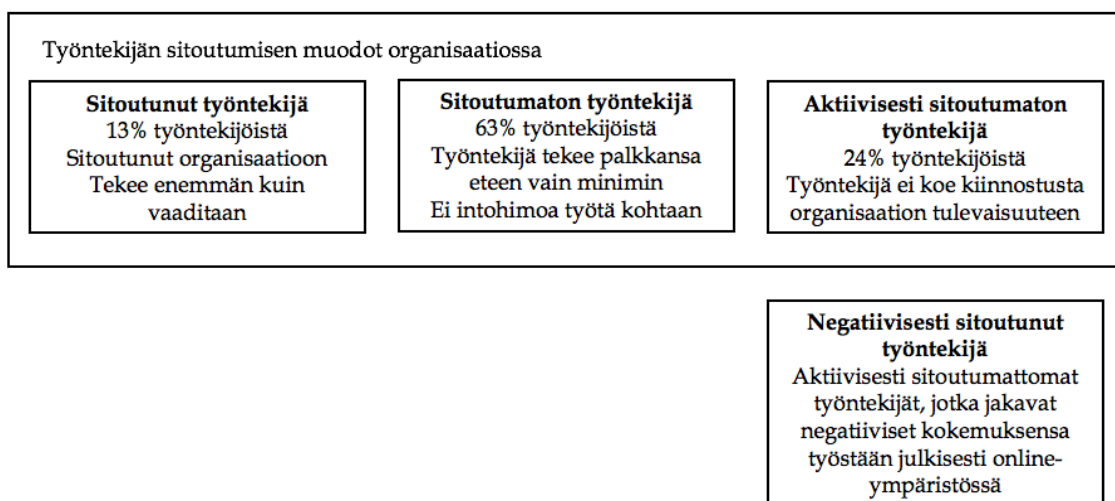 Työntekijän sitoutumisen muodot organisaatiossa
Sitoutunut työntekijä
13% työntekijöistä
Sitoutunut organisaatioon
Tekee enemmän kuin
vaaditaan
Sitoutumaton työntekijä
63% työntekijöistä
Työntekijä tekee palkkansa
eteen vain minimin
Ei intohimoa työtä kohtaan
Aktiivisesti sitoutumaton
työntekijä
24% työntekijöistä
Työntekijä ei koe kiinnostusta
organisaation tulevaisuuteen
Negatiivisesti sitoutunut
työntekijä
Aktiivisesti sitoutumattomat
työntekijät, jotka jakavat
negatiiviset kokemuksensa
työstään julkisesti online-
ympäristössä